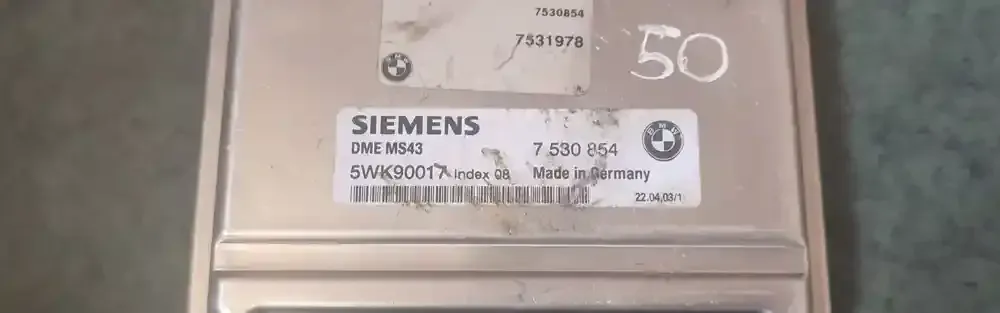 7530854
7531978
50
SIEMENS
DME MS43
7 530 854
BMW
5WK90017 Index 08
Made in Germany
22.04.03/1